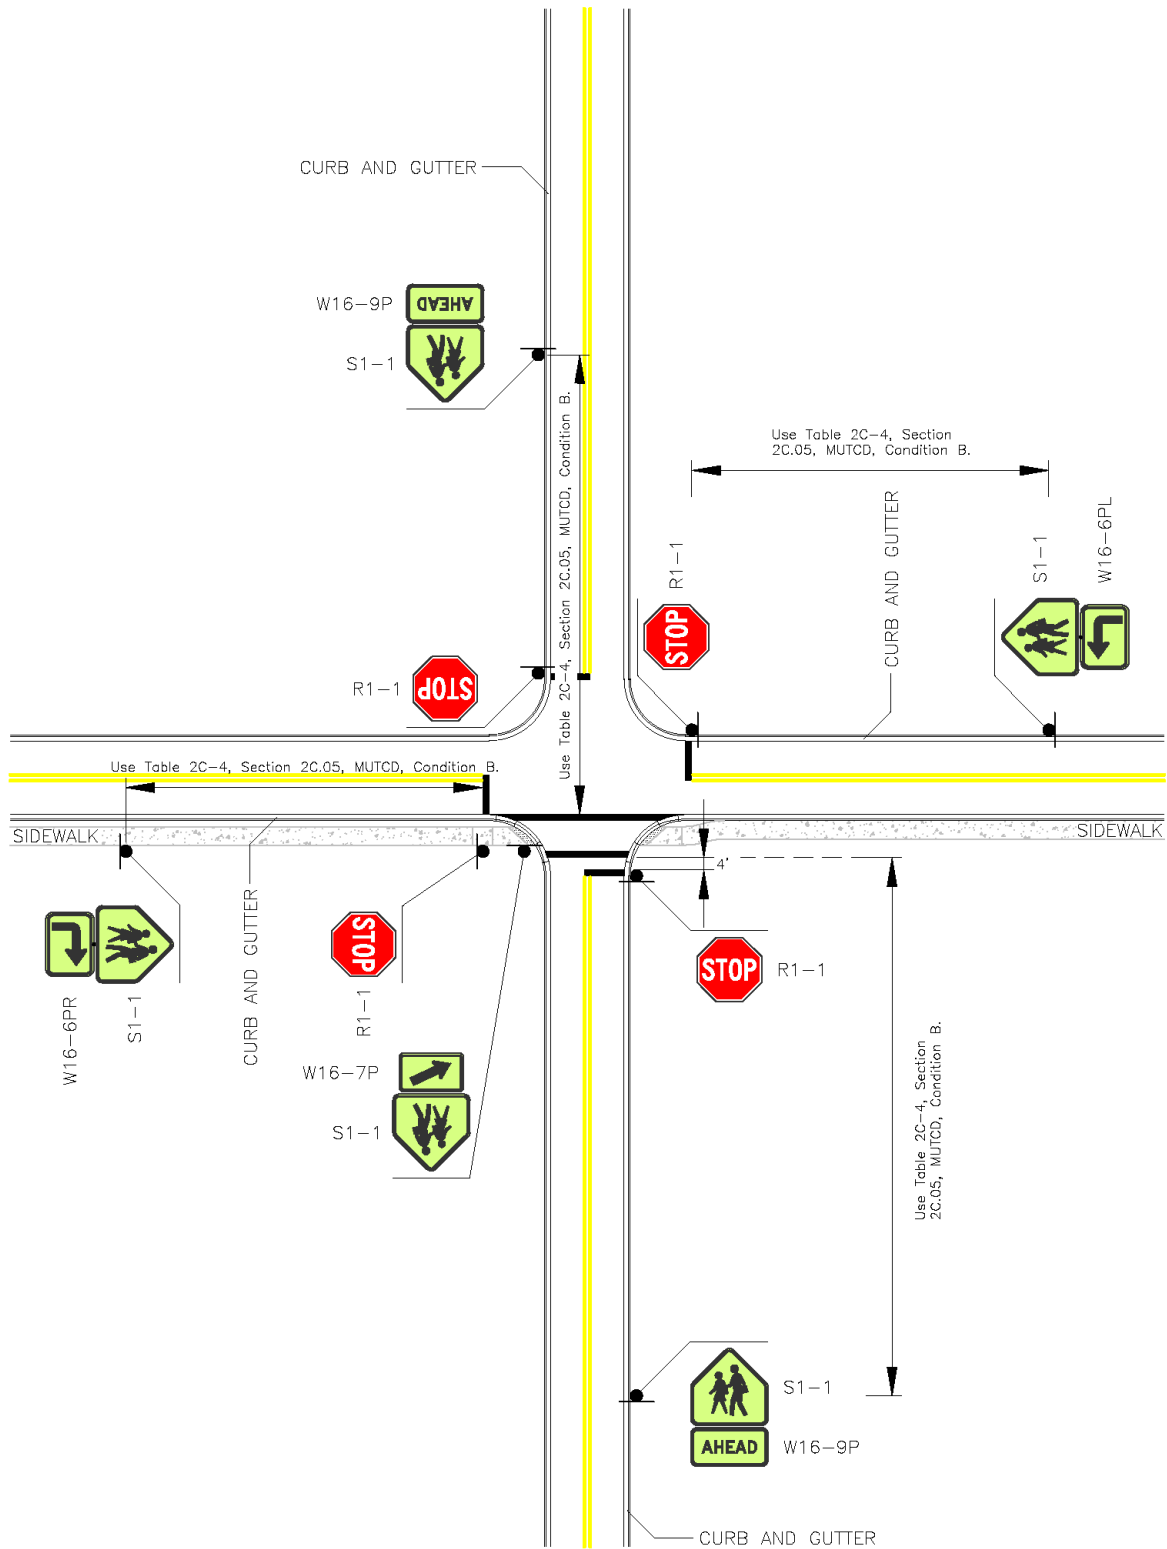 CURB AND GUTTER
W16-9P
AHEAD
S1-1
Use Table 2C-4, Section 2C.05, MUTCD, Condition B.
Use Table 2C-4, Section
2C.05, MUTCD, Condition B.
R1-1
STOP
R1-1
STOP
CURB AND GUTTER
S1-1
W16-6PL
Use Table 2C-4, Section 2C.05, MUTCD, Condition B.
SIDEWALK
SIDEWALK
4'
W16-6PR
S1-1
CURB AND GUTTER
STOP
R1-1
STOP
R1-1
W16-7P
S1-1
Use Table 2C-4, Section
2C.05, MUTCD, Condition B.
S1-1
AHEAD
W16-9P
CURB AND GUTTER